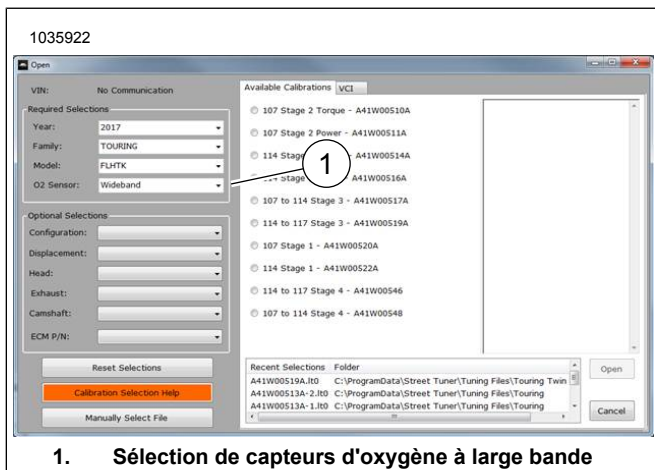 1035922
Open
VIN: No Communication
Required Selections
Year: 2017
Family: TOURING
Model: FLHTK
O2 Sensor: Wideband
Optional Selections
Configuration:
Displacement:
Head:
Exhaust:
Camshaft:
ECM P/N:
Reset Selections
Calibration Selection Help
Manually Select File
Available Calibrations VCI
107 Stage 2 Torque - A41W00510A
107 Stage 2 Power - A41W00511A
114 Stage - A41W00514A
Stage A41W00516A
107 to 114 Stage 3 - A41W00517A
114 to 117 Stage 3 - A41W00519A
107 Stage 1 - A41W00520A
114 Stage 1 - A41W00522A
114 to 117 Stage 4 - A41W00546
107 to 114 Stage 4 - A41W00548
1
Recent Selections Folder
A41W00519A.lt0 C:\ProgramData\Street Tuner\Tuning Files\Touring Twin
A41W00513A-2.lt0 C:\ProgramData\Street Tuner\Tuning Files\Touring
A41W00513A-1.lt0 C:\ProgramData\Street Tuner\Tuning Files\Touring
Open
Cancel
1. Sélection de capteurs d'oxygène à large bande